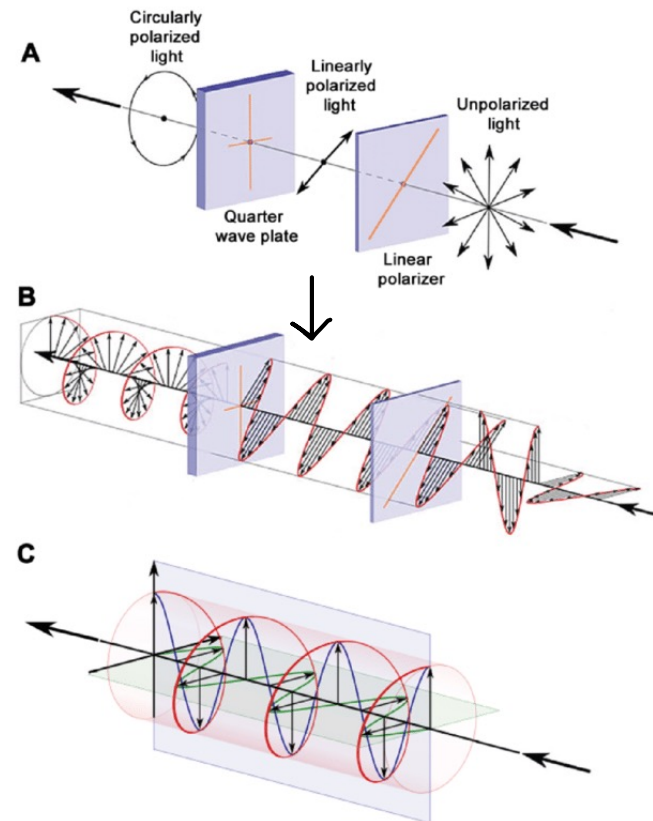 Circularly
polarized
light
A
Linearly
polarized
light
Unpolarized
light
Quarter
wave plate
Linear
polarizer
B
C